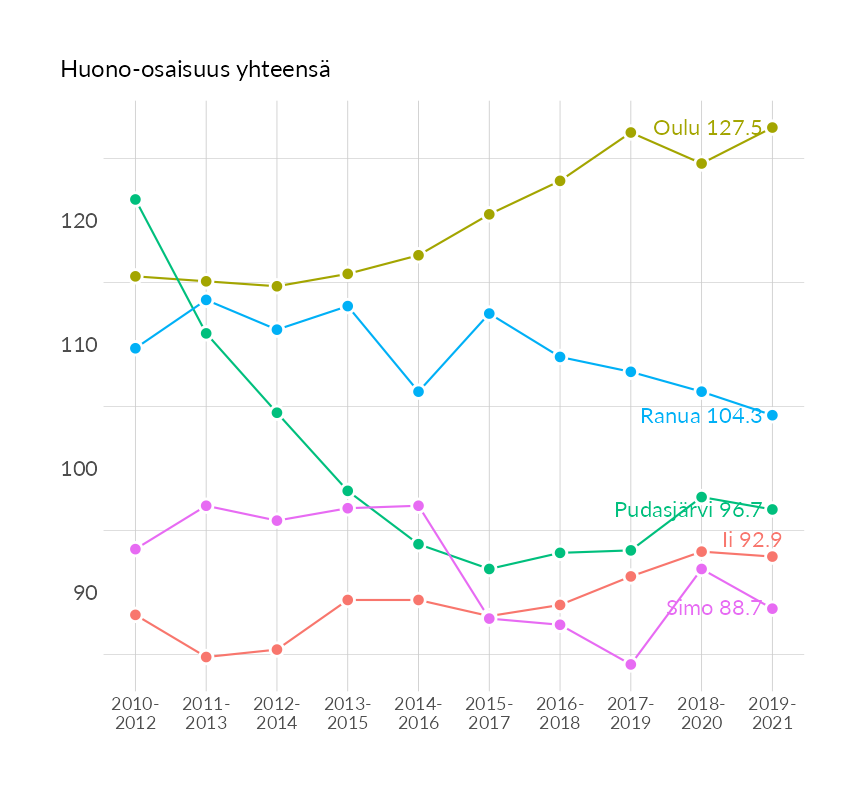 Huono-osaisuus yhteensä
Oulu 127.5
120
110
Ranua 104.3
100
Pudasjärvi 96.7
Ii 92.9
90
Simo 88.7
2010- 2011- 2012- 2013- 2014- 2015- 2016- 2017- 2018- 2019-
2012 2013 2014 2015 2016 2017 2018 2019 2020 2021